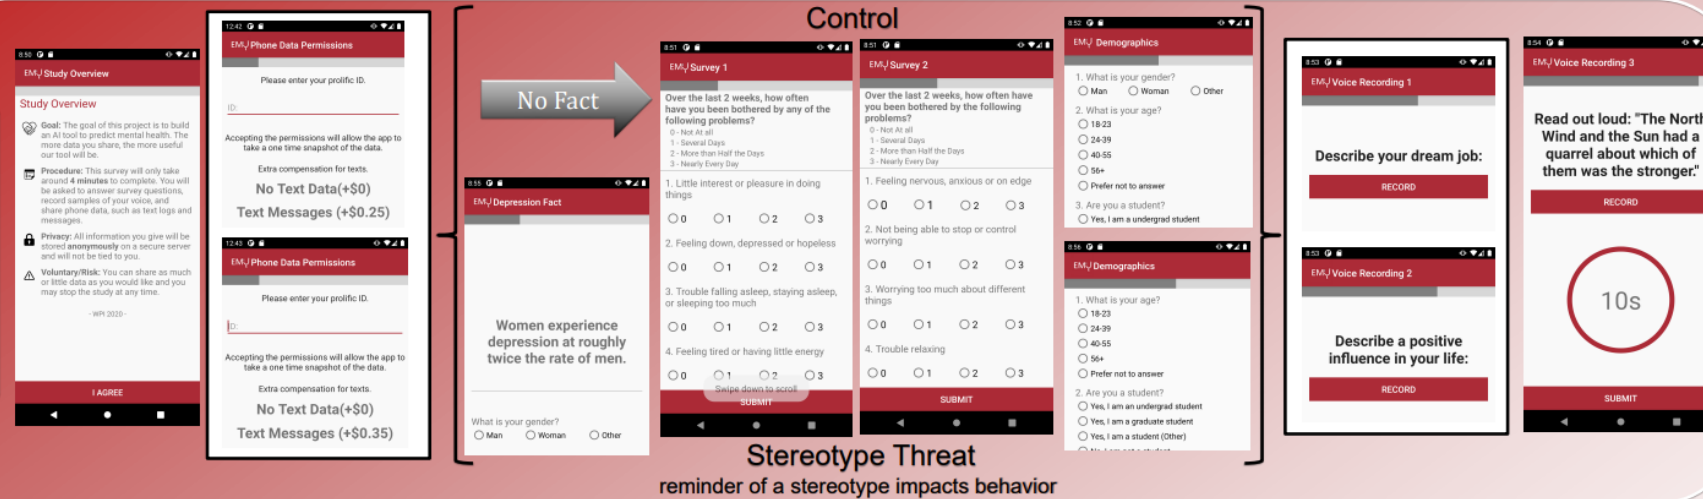 Control
8:50
EMU Study Overview
Study Overview
Goal: The goal of this project is to build
an AI tool to predict mental health. The
more data you share, the more useful
our tool will be.
Procedure: This survey will only take
around 4 minutes to complete. You will
be asked to answer survey questions,
record samples of your voice, and
share phone data, such as text logs and
messages.
Privacy: All information you give will be
stored anonymously on a secure server
and will not be tied to you.
Voluntary/Risk: You can share as much
or little data as you would like and you
may stop the study at any time.
- WPI 2020 -
I AGREE
12:42
EMU Phone Data Permissions
Please enter your prolific ID.
ID:
Accepting the permissions will allow the app to
take a one time snapshot of the data.
Extra compensation for texts.
No Text Data(+$0)
Text Messages (+$0.25)
12:43
EMU Phone Data Permissions
Please enter your prolific ID.
ID:
Accepting the permissions will allow the app to
take a one time snapshot of the data.
Extra compensation for texts.
No Text Data(+$0)
Text Messages (+$0.35)
No Fact
8:55
EMU Depression Fact
Women experience
depression at roughly
twice the rate of men.
What is your gender?
Man Woman Other
8:51
EMU Survey 1
Over the last 2 weeks, how often
have you been bothered by any of the
following problems?
0 - Not At all
1 - Several Days
2 - More than Half the Days
3 - Nearly Every Day
1. Little interest or pleasure in doing
things
0 1 2 3
2. Feeling down, depressed or hopeless
0 1 2 3
3. Trouble falling asleep, staying asleep,
or sleeping too much
0 1 2 3
4. Feeling tired or having little energy
0 1 2 3
Swipe down to scroll
SUBMIT
8:51
EMU Survey 2
Over the last 2 weeks, how often have
you been bothered by the following
problems?
0 - Not At all
1 - Several Days
2 - More than Half the Days
3 - Nearly Every Day
1. Feeling nervous, anxious or on edge
0 1 2 3
2. Not being able to stop or control
worrying
0 1 2 3
3. Worrying too much about different
things
0 1 2 3
4. Trouble relaxing
0 1 2 3
SUBMIT
8:52
EMU Demographics
1. What is your gender?
Man Woman Other
2. What is your age?
18-23
24-39
40-55
56+
Prefer not to answer
3. Are you a student?
Yes, I am a undergrad student
8:56
EMU Demographics
1. What is your age?
18-23
24-39
40-55
56+
Prefer not to answer
2. Are you a student?
Yes, I am an undergrad student
Yes, I am a graduate student
Yes, I am a student (Other)
8:53
EMU Voice Recording 1
Describe your dream job:
RECORD
8:53
EMU Voice Recording 2
Describe a positive
influence in your life:
RECORD
8:54
EMU Voice Recording 3
Read out loud: "The North
Wind and the Sun had a
quarrel about which of
them was the stronger."
RECORD
10s
SUBMIT
Stereotype Threat
reminder of a stereotype impacts behavior